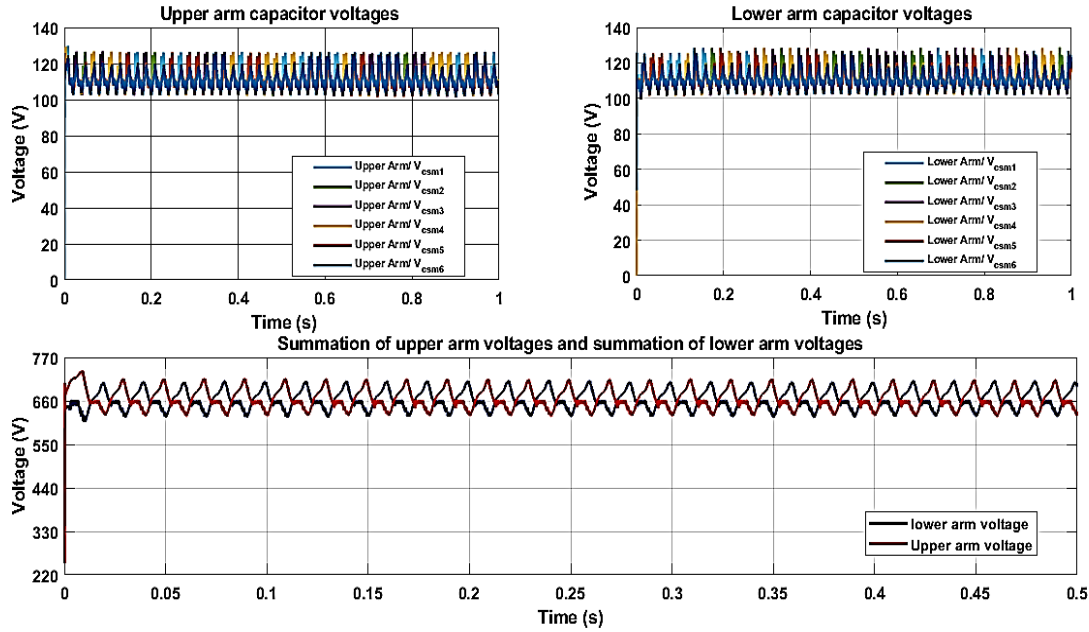 Upper arm capacitor voltages
140
120
100
80
60
40
20
0
Voltage (V)
Upper Arm/ Vcsm1
Upper Arm/ Vcsm2
Upper Arm/ Vcsm3
Upper Arm/ Vcsm4
Upper Arm/ Vcsm5
Upper Arm/ Vcsm6
0 0.2 0.4 0.6 0.8 1
Time (s)
Lower arm capacitor voltages
140
120
100
80
60
40
20
0
Voltage (V)
Lower Arm/ Vcsm1
Lower Arm/ Vcsm2
Lower Arm/ Vcsm3
Lower Arm/ Vcsm4
Lower Arm/ Vcsm5
Lower Arm/ Vcsm6
0 0.2 0.4 0.6 0.8 1
Time (s)
Summation of upper arm voltages and summation of lower arm voltages
770
660
550
440
330
220
Voltage (V)
lower arm voltage
Upper arm voltage
0 0.05 0.1 0.15 0.2 0.25 0.3 0.35 0.4 0.45 0.5
Time (s)